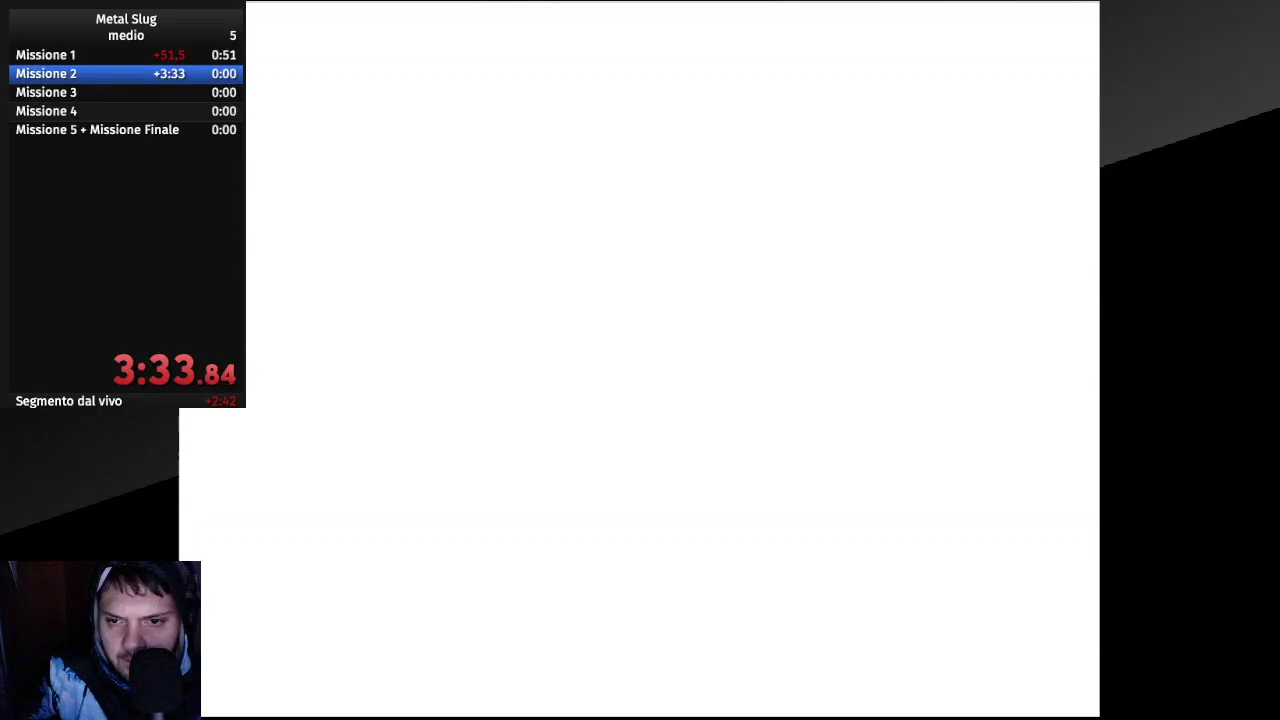 Metal Slug
medio 5
Missione 1 +51,5 0:51
Missione 2 +3:33 0:00
Missione 3 0:00
Missione 4 0:00
Missione 5 + Missione Finale 0:00
3:33.84
Segmento dal vivo +2:42